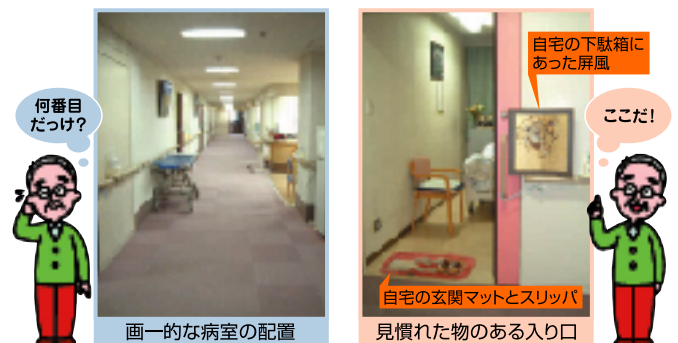 何番目
だっけ？
画一的な病室の配置
自宅の下駄箱に
あった屏風
ここだ！
自宅の玄関マットとスリッパ
見慣れた物のある入り口